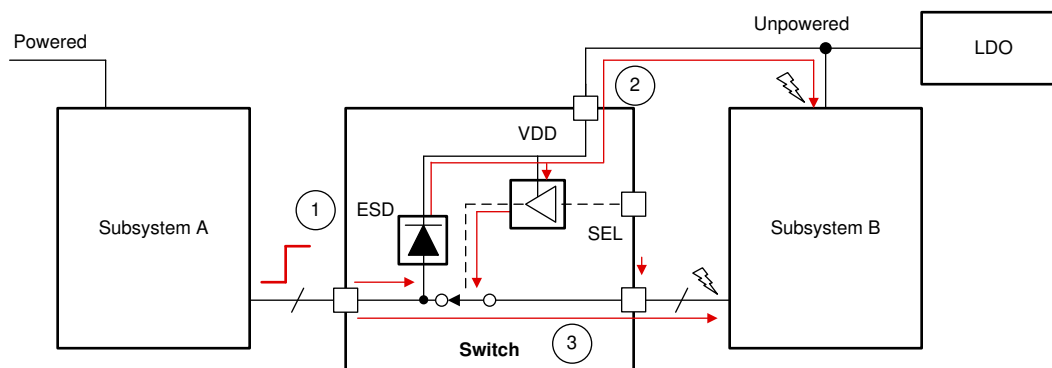 Powered
Unpowered
LDO
2
VDD
1
ESD
Subsystem A
SEL
Subsystem B
Switch
3